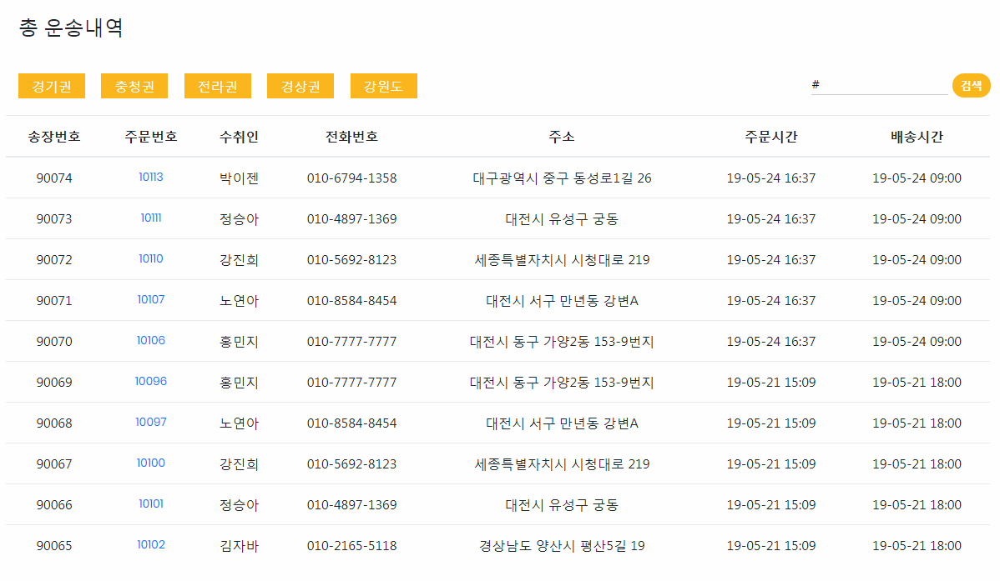 총 운송내역
경기권 충청권 전라권 경상권 강원도 # 검색
송장번호 주문번호 수취인 전화번호 주소 주문시간 배송시간
90074 10113 박이젠 010-6794-1358 대구광역시 중구 동성로1길 26 19-05-24 16:37 19-05-24 09:00
90073 10111 정승아 010-4897-1369 대전시 유성구 궁동 19-05-24 16:37 19-05-24 09:00
90072 10110 강진희 010-5692-8123 세종특별자치시 시청대로 219 19-05-24 16:37 19-05-24 09:00
90071 10107 노연아 010-8584-8454 대전시 서구 만년동 강변A 19-05-24 16:37 19-05-24 09:00
90070 10106 홍민지 010-7777-7777 대전시 동구 가양2동 153-9번지 19-05-24 16:37 19-05-24 09:00
90069 10096 홍민지 010-7777-7777 대전시 동구 가양2동 153-9번지 19-05-21 15:09 19-05-21 18:00
90068 10097 노연아 010-8584-8454 대전시 서구 만년동 강변A 19-05-21 15:09 19-05-21 18:00
90067 10100 강진희 010-5692-8123 세종특별자치시 시청대로 219 19-05-21 15:09 19-05-21 18:00
90066 10101 정승아 010-4897-1369 대전시 유성구 궁동 19-05-21 15:09 19-05-21 18:00
90065 10102 김자바 010-2165-5118 경상남도 양산시 평산5길 19 19-05-21 15:09 19-05-21 18:00